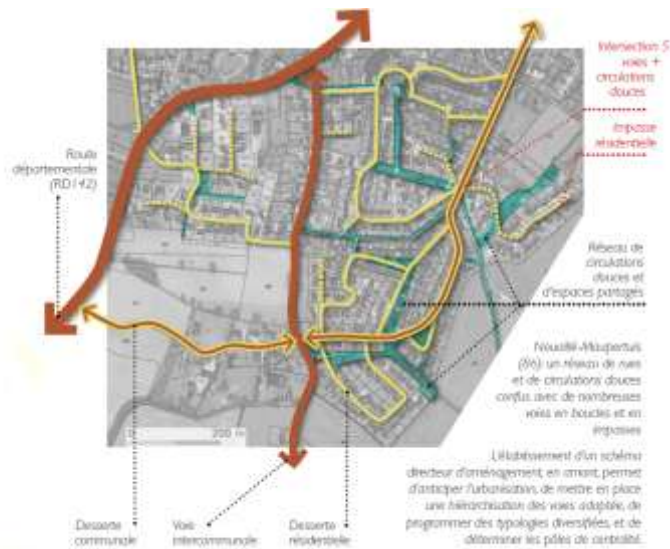 Intersection 5
voies +
circulations
douces
Impasse
résidentielle
Route
départementale
(RD142)
Réseau de
circulations
douces et
d'espaces partagés
Nouaillé-Maupertuis
(86): un réseau de rues
et de circulations douces
confus avec de nombreuses
voies en boucles et en
impasses
200 m
L'établissement d'un schéma
directeur d'aménagement, en amont, permet
d'anticiper l'urbanisation, de mettre en place
une hiérarchisation des voies adaptée, de
programmer des typologies diversifiées, et de
déterminer les pôles de centralité.
Desserte
communale
Voie
intercommunale
Desserte
résidentielle